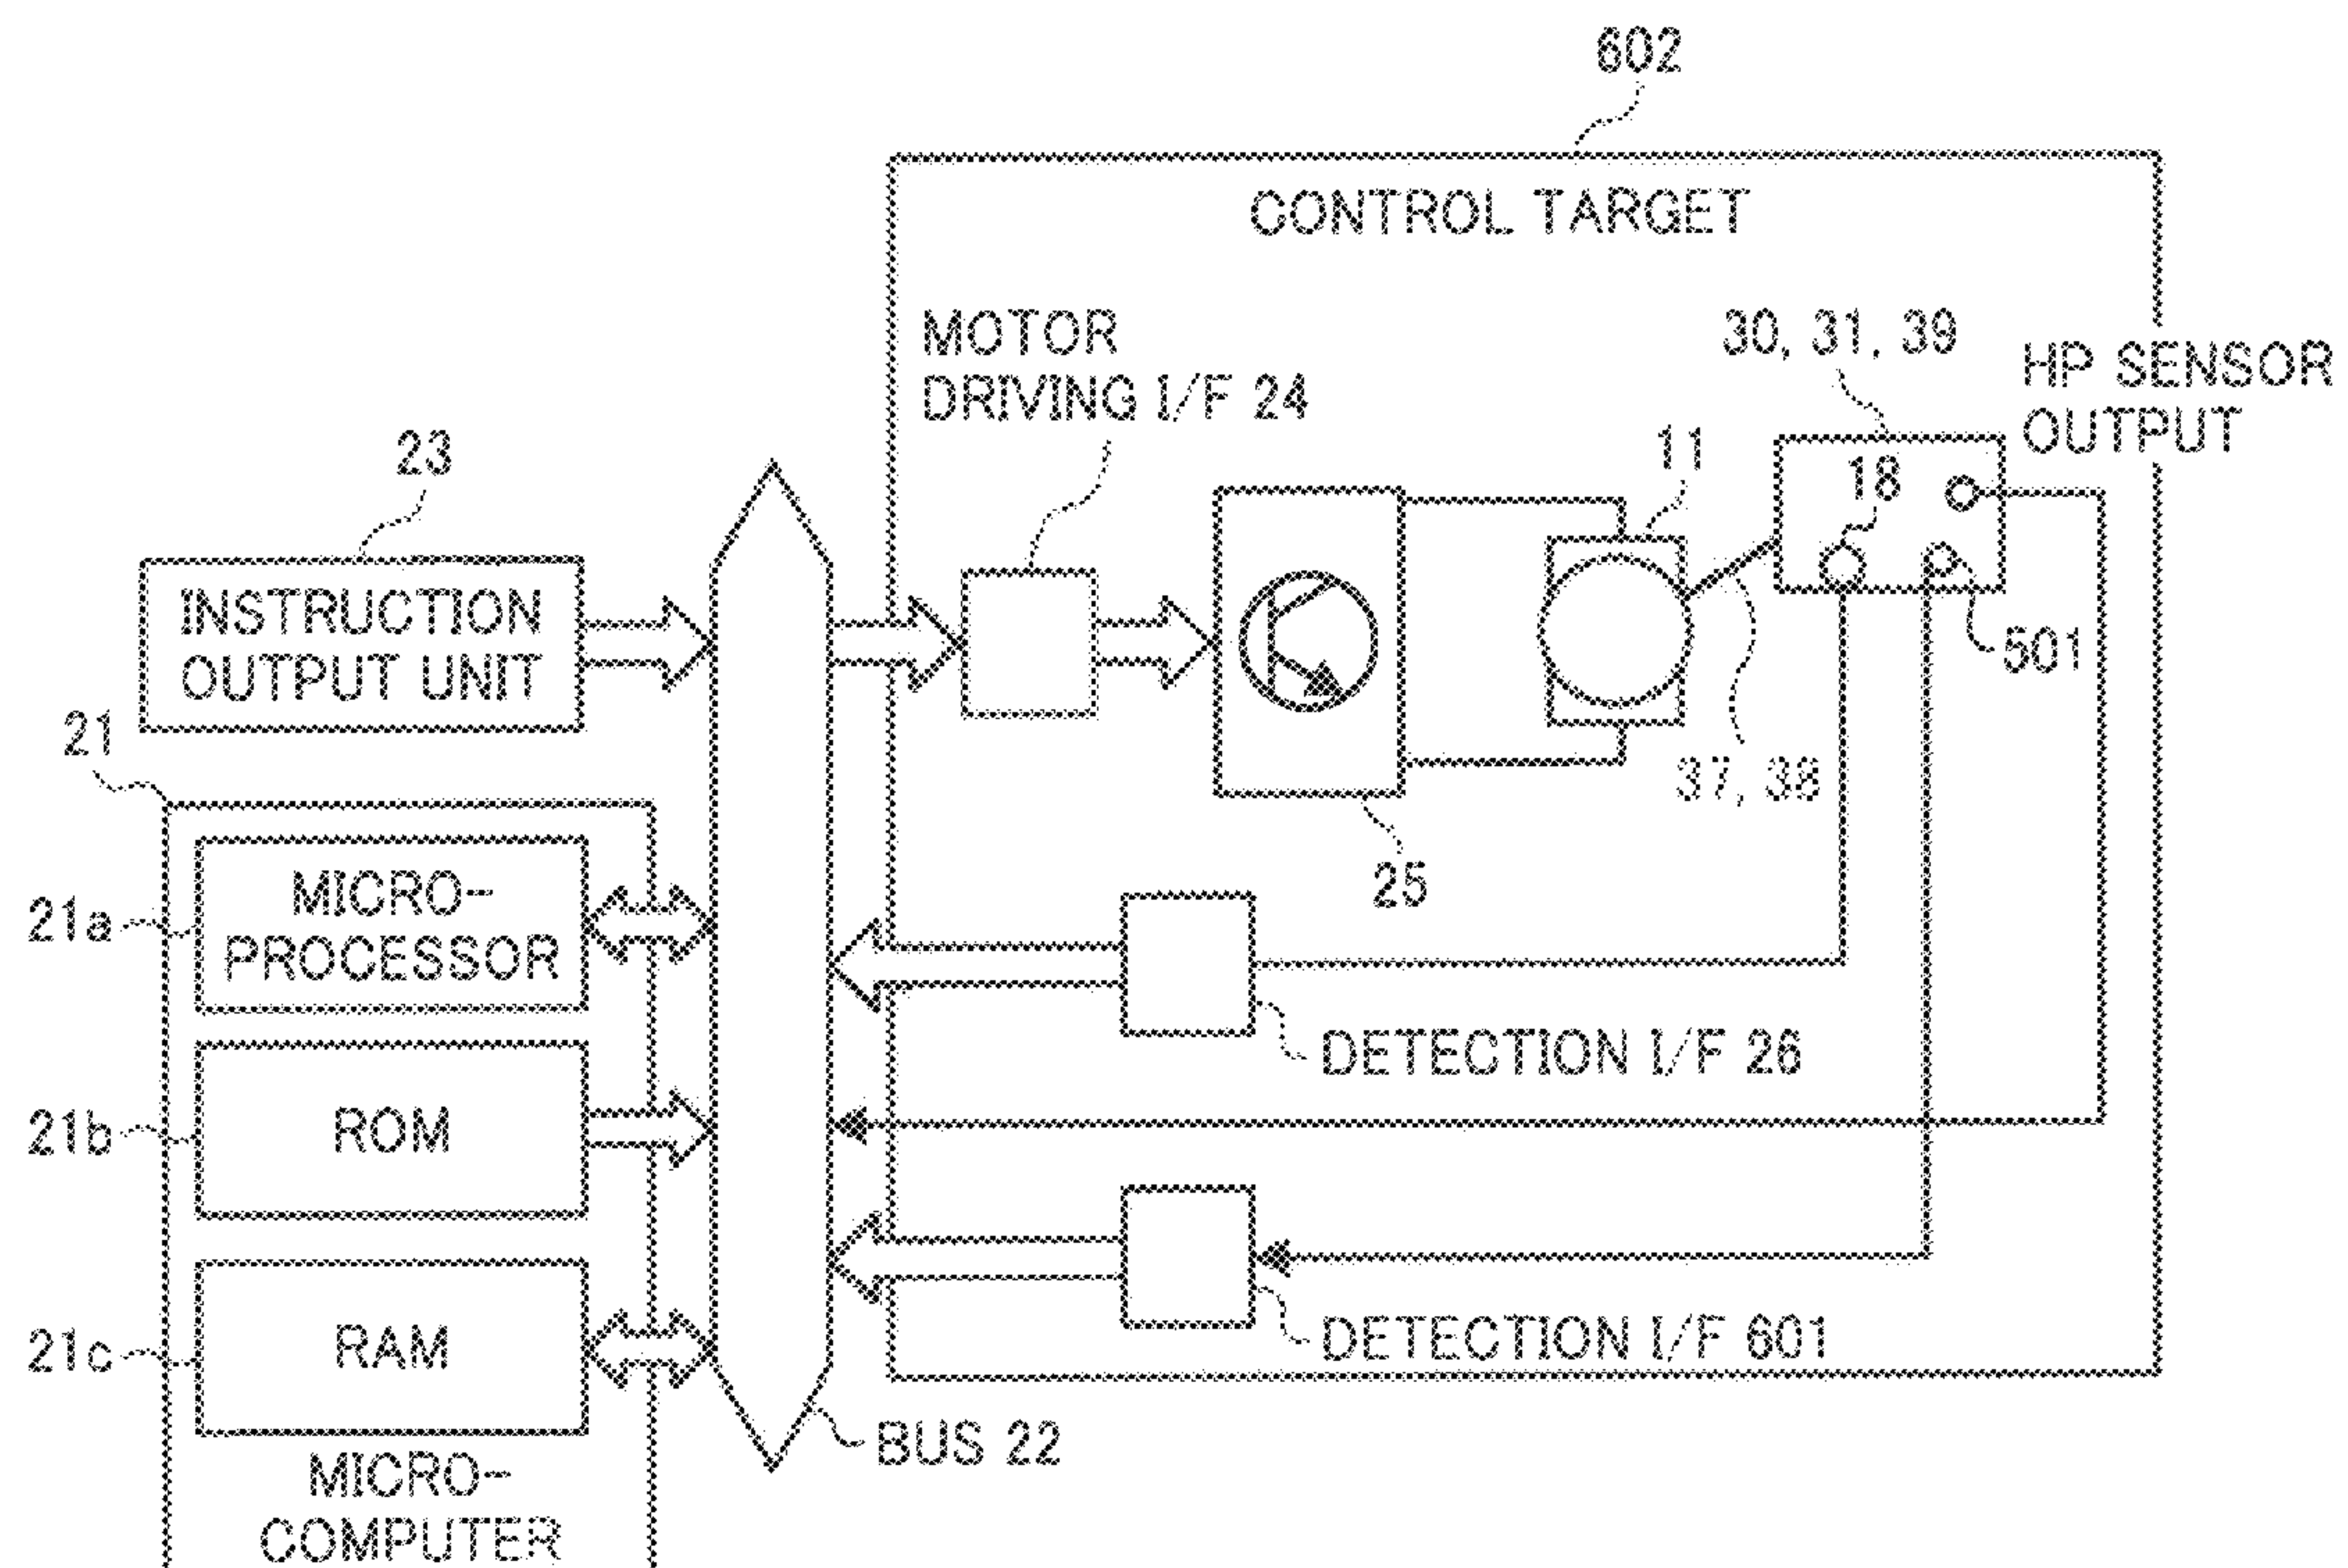 602
CONTROL TARGET
MOTOR
DRIVING I/F 24
30, 31, 39
HP SENSOR
OUTPUT
23
11
18
INSTRUCTION
OUTPUT UNIT
501
21
37, 38
25
MICRO-
PROCESSOR
21a
DETECTION I/F 26
ROM
21b
RAM
21c
DETECTION I/F 601
BUS 22
MICRO-
COMPUTER